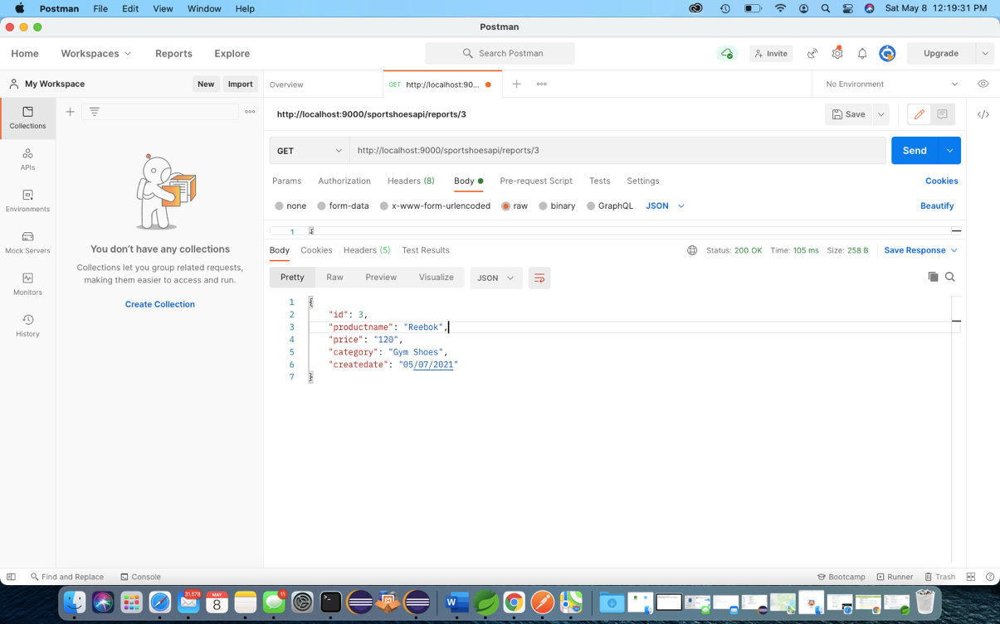 Postman File Edit View Window Help Sat May 8 12:19:31 PM
Postman
Home Workspaces Reports Explore Search Postman Invite Upgrade
My Workspace New Import Overview GET http://localhost:90... No Environment
Collections
http://localhost:9000/sportshoesapi/reports/3 Save
GET http://localhost:9000/sportshoesapi/reports/3 Send
APIs
Params Authorization Headers (8) Body Pre-request Script Tests Settings Cookies
Environments
none form-data x-www-form-urlencoded raw binary GraphQL JSON Beautify
1 {
Mock Servers
Body Cookies Headers (5) Test Results Status: 200 OK Time: 105 ms Size: 258 B Save Response
You don't have any collections
Collections let you group related requests,
making them easier to access and run.
Create Collection
Monitors
History
Pretty Raw Preview Visualize JSON
1 {
2 "id": 3,
3 "productname": "Reebok",
4 "price": "120",
5 "category": "Gym Shoes",
6 "createdate": "05/07/2021"
7 }
Find and Replace Console Bootcamp Runner Trash
31,578 MAY 8 11